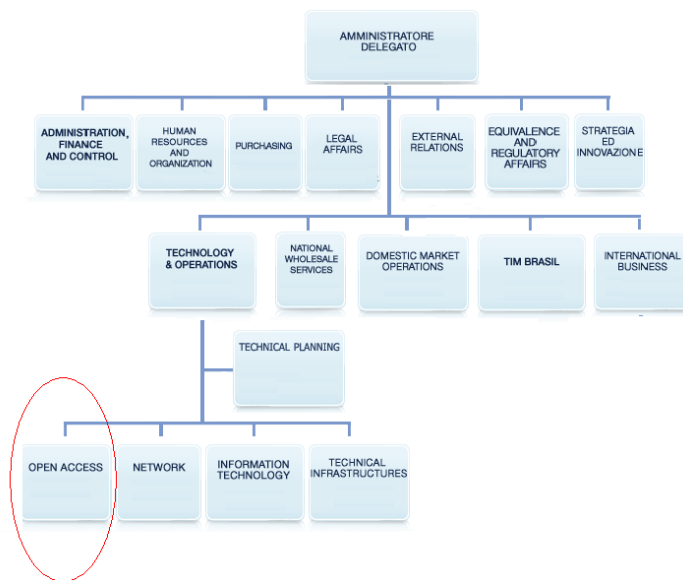 AMMINISTRATORE
DELEGATO
ADMINISTRATION,
FINANCE
AND CONTROL
HUMAN
RESOURCES
AND
ORGANIZATION
PURCHASING
LEGAL
AFFAIRS
EXTERNAL
RELATIONS
EQUIVALENCE
AND
REGULATORY
AFFAIRS
STRATEGIA
ED
INNOVAZIONE
TECHNOLOGY
& OPERATIONS
NATIONAL
WHOLESALE
SERVICES
DOMESTIC MARKET
OPERATIONS
TIM BRASIL
INTERNATIONAL
BUSINESS
TECHNICAL PLANNING
OPEN ACCESS
NETWORK
INFORMATION
TECHNOLOGY
TECHNICAL
INFRASTRUCTURES